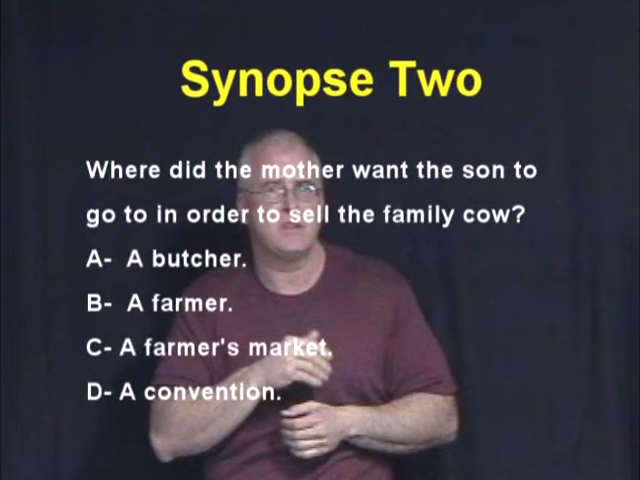 Synopse Two
Where did the mother want the son to
go to in order to sell the family cow?
A- A butcher.
B- A farmer.
C- A farmer's market.
D- A convention.